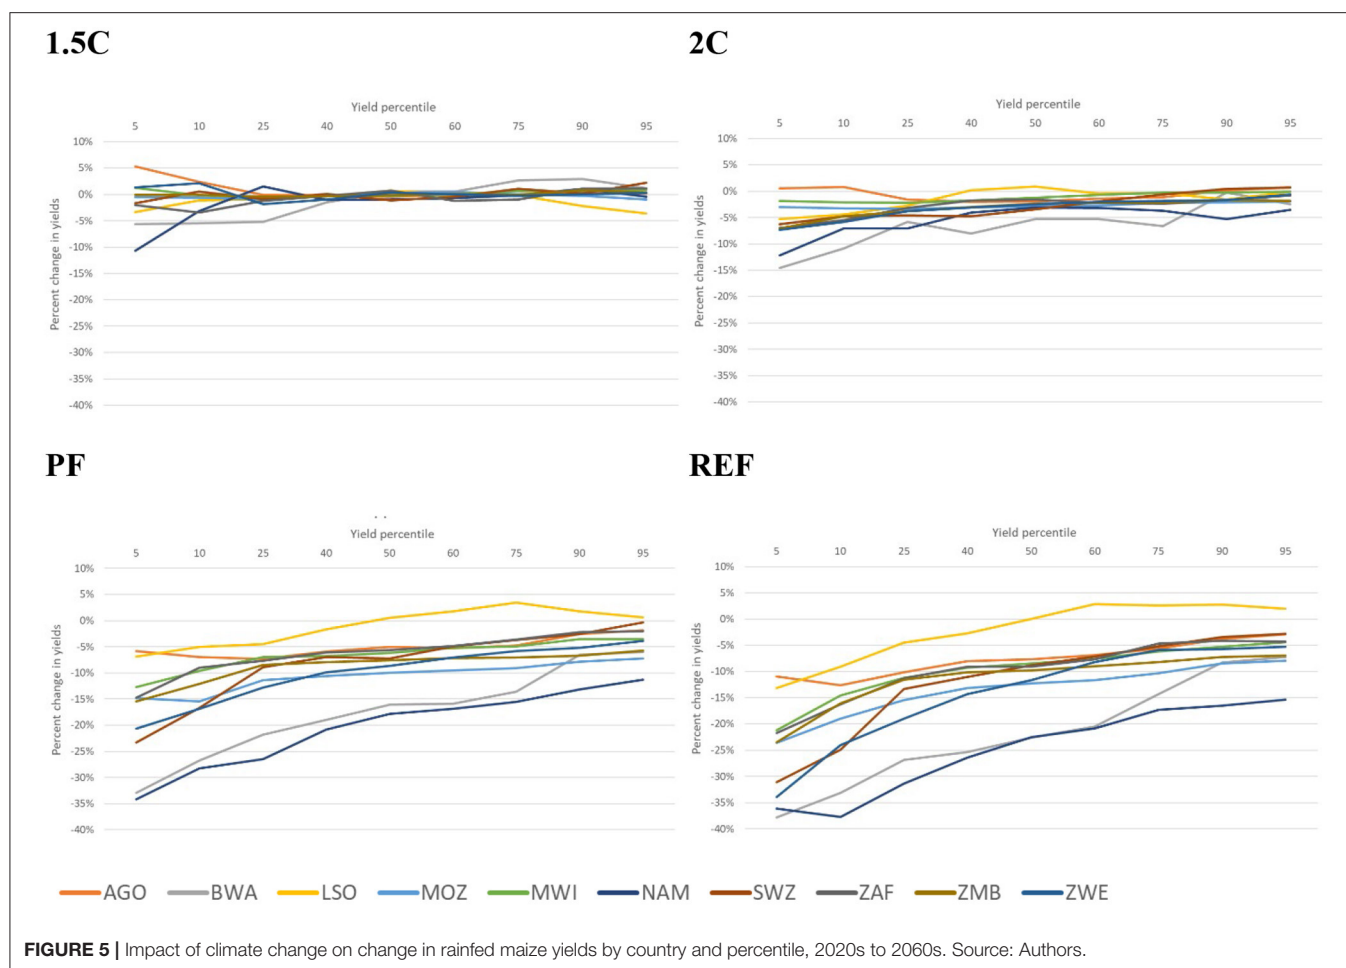 1.5C
Yield percentile
5 10 25 40 50 60 75 90 95
10%
5%
0%
-5%
-10%
-15%
-20%
-25%
-30%
-35%
-40%
Percent change in yields
2C
Yield percentile
5 10 25 40 50 60 75 90 95
10%
5%
0%
-5%
-10%
-15%
-20%
-25%
-30%
-35%
-40%
Percent change in yields
PF
Yield percentile
5 10 25 40 50 60 75 90 95
10%
5%
0%
-5%
-10%
-15%
-20%
-25%
-30%
-35%
-40%
Percent change in yields
REF
Yield percentile
5 10 25 40 50 60 75 90 95
10%
5%
0%
-5%
-10%
-15%
-20%
-25%
-30%
-35%
-40%
Percent change in yields
AGO BWA LSO MOZ MWI NAM SWZ ZAF ZMB ZWE
FIGURE 5 | Impact of climate change on change in rainfed maize yields by country and percentile, 2020s to 2060s. Source: Authors.